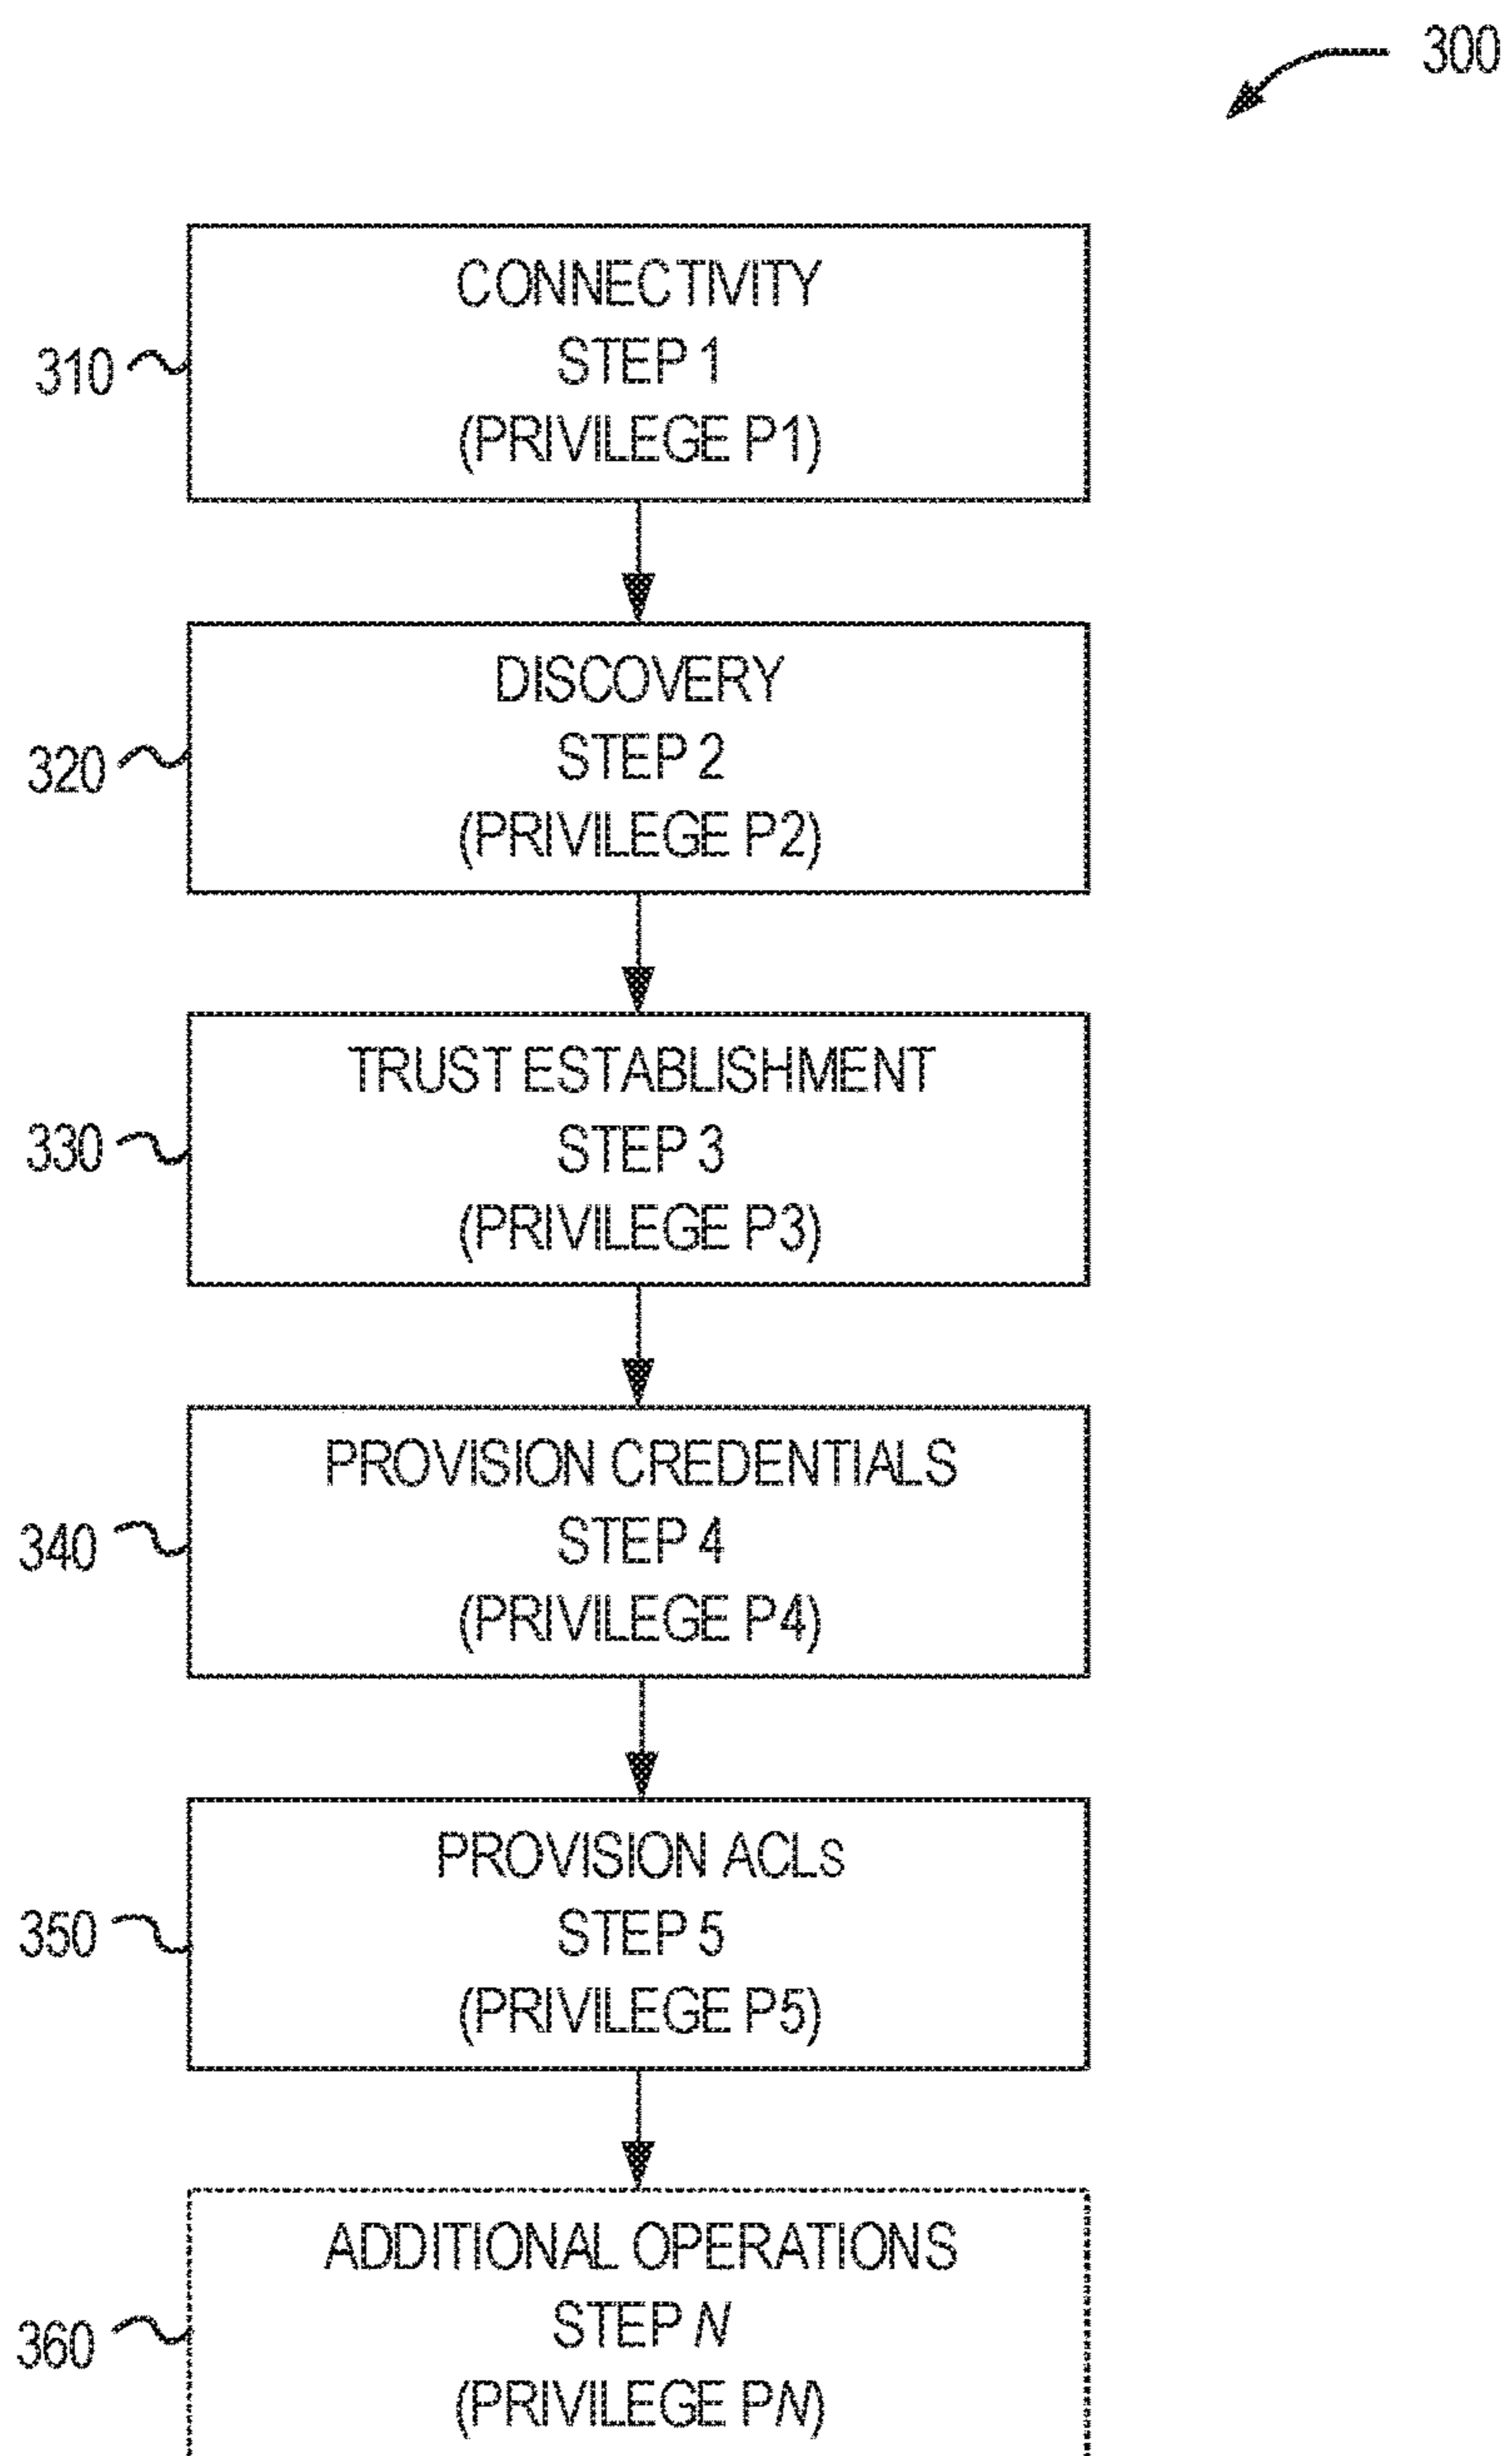 300
CONNECTIVITY
STEP 1
(PRIVILEGE P1)
310
DISCOVERY
STEP 2
(PRIVILEGE P2)
320
TRUST ESTABLISHMENT
STEP 3
(PRIVILEGE P3)
330
PROVISION CREDENTIALS
STEP 4
(PRIVILEGE P4)
340
PROVISION ACLs
STEP 5
(PRIVILEGE P5)
350
ADDITIONAL OPERATIONS
STEP N
(PRIVILEGE PN)
360